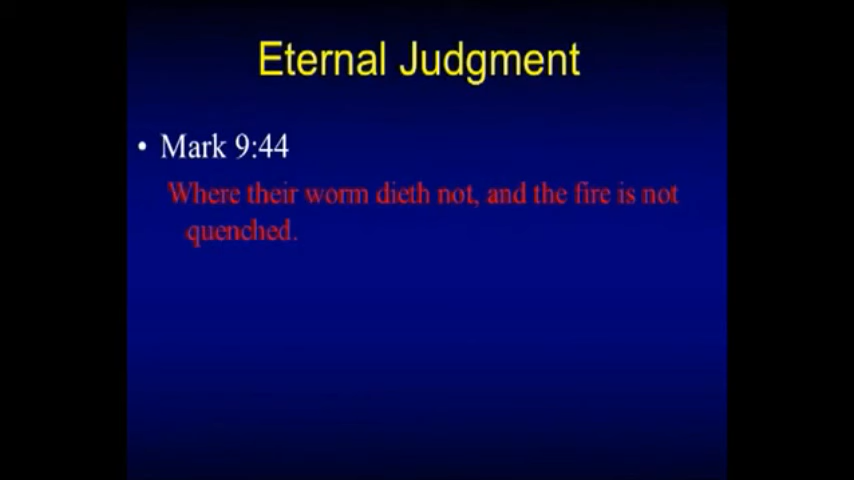 Eternal Judgment
• Mark 9:44
Where their worm dieth not, and the fire is not
quenched.